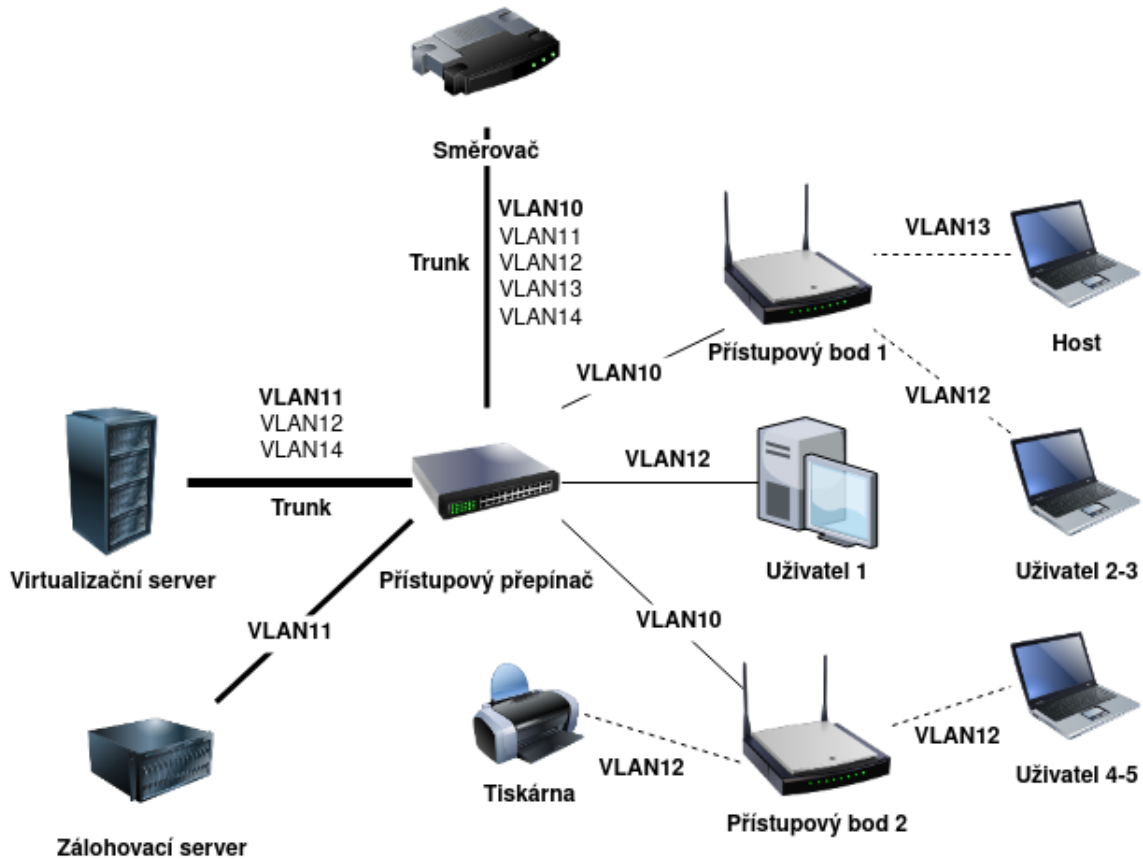 Směrovač
VLAN10
VLAN11
VLAN12
VLAN13
VLAN14
Trunk
VLAN13
Přístupový bod 1
Host
VLAN10
VLAN12
VLAN11
VLAN12
VLAN14
Trunk
VLAN12
Virtualizační server
Přístupový přepínač
Uživatel 1
Uživatel 2-3
VLAN11
VLAN10
VLAN12
VLAN12
Tiskárna
Uživatel 4-5
Přístupový bod 2
Zálohovací server